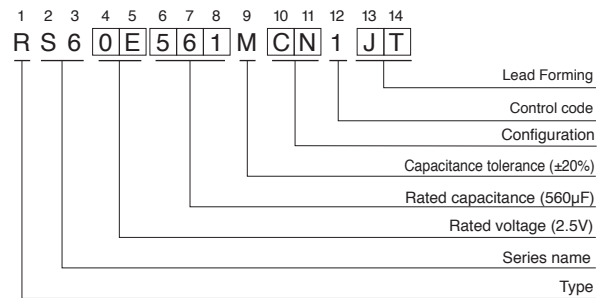 1 2 3 4 5 6 7 8 9 10 11 12 13 14
R S 6 0 E 5 6 1 M C N 1 J T
Lead Forming
Control code
Configuration
Capacitance tolerance (±20%)
Rated capacitance (560µF)
Rated voltage (2.5V)
Series name
Type